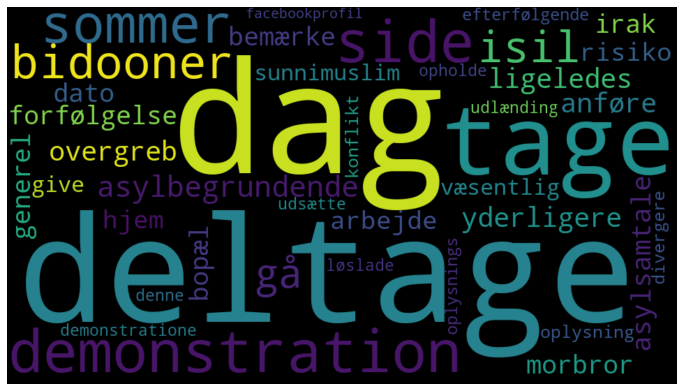 facebookprofil
efterfølgende
sommer
side
isil
irak
bemærke
bidooner
sunnimuslim
opholde
ligeledes
risiko
dato
dag
tage
udlænding
anføre
forfølgelse
konflikt
overgreb
generel
give
asylbegrundende
væsentlig
asylsamtale
divergere
udsætte
hjem
arbejde
yderligere
deltage
bopæl
gå
løslade
oplysnings
denne
demonstratione
oplysning
demonstration
morbror